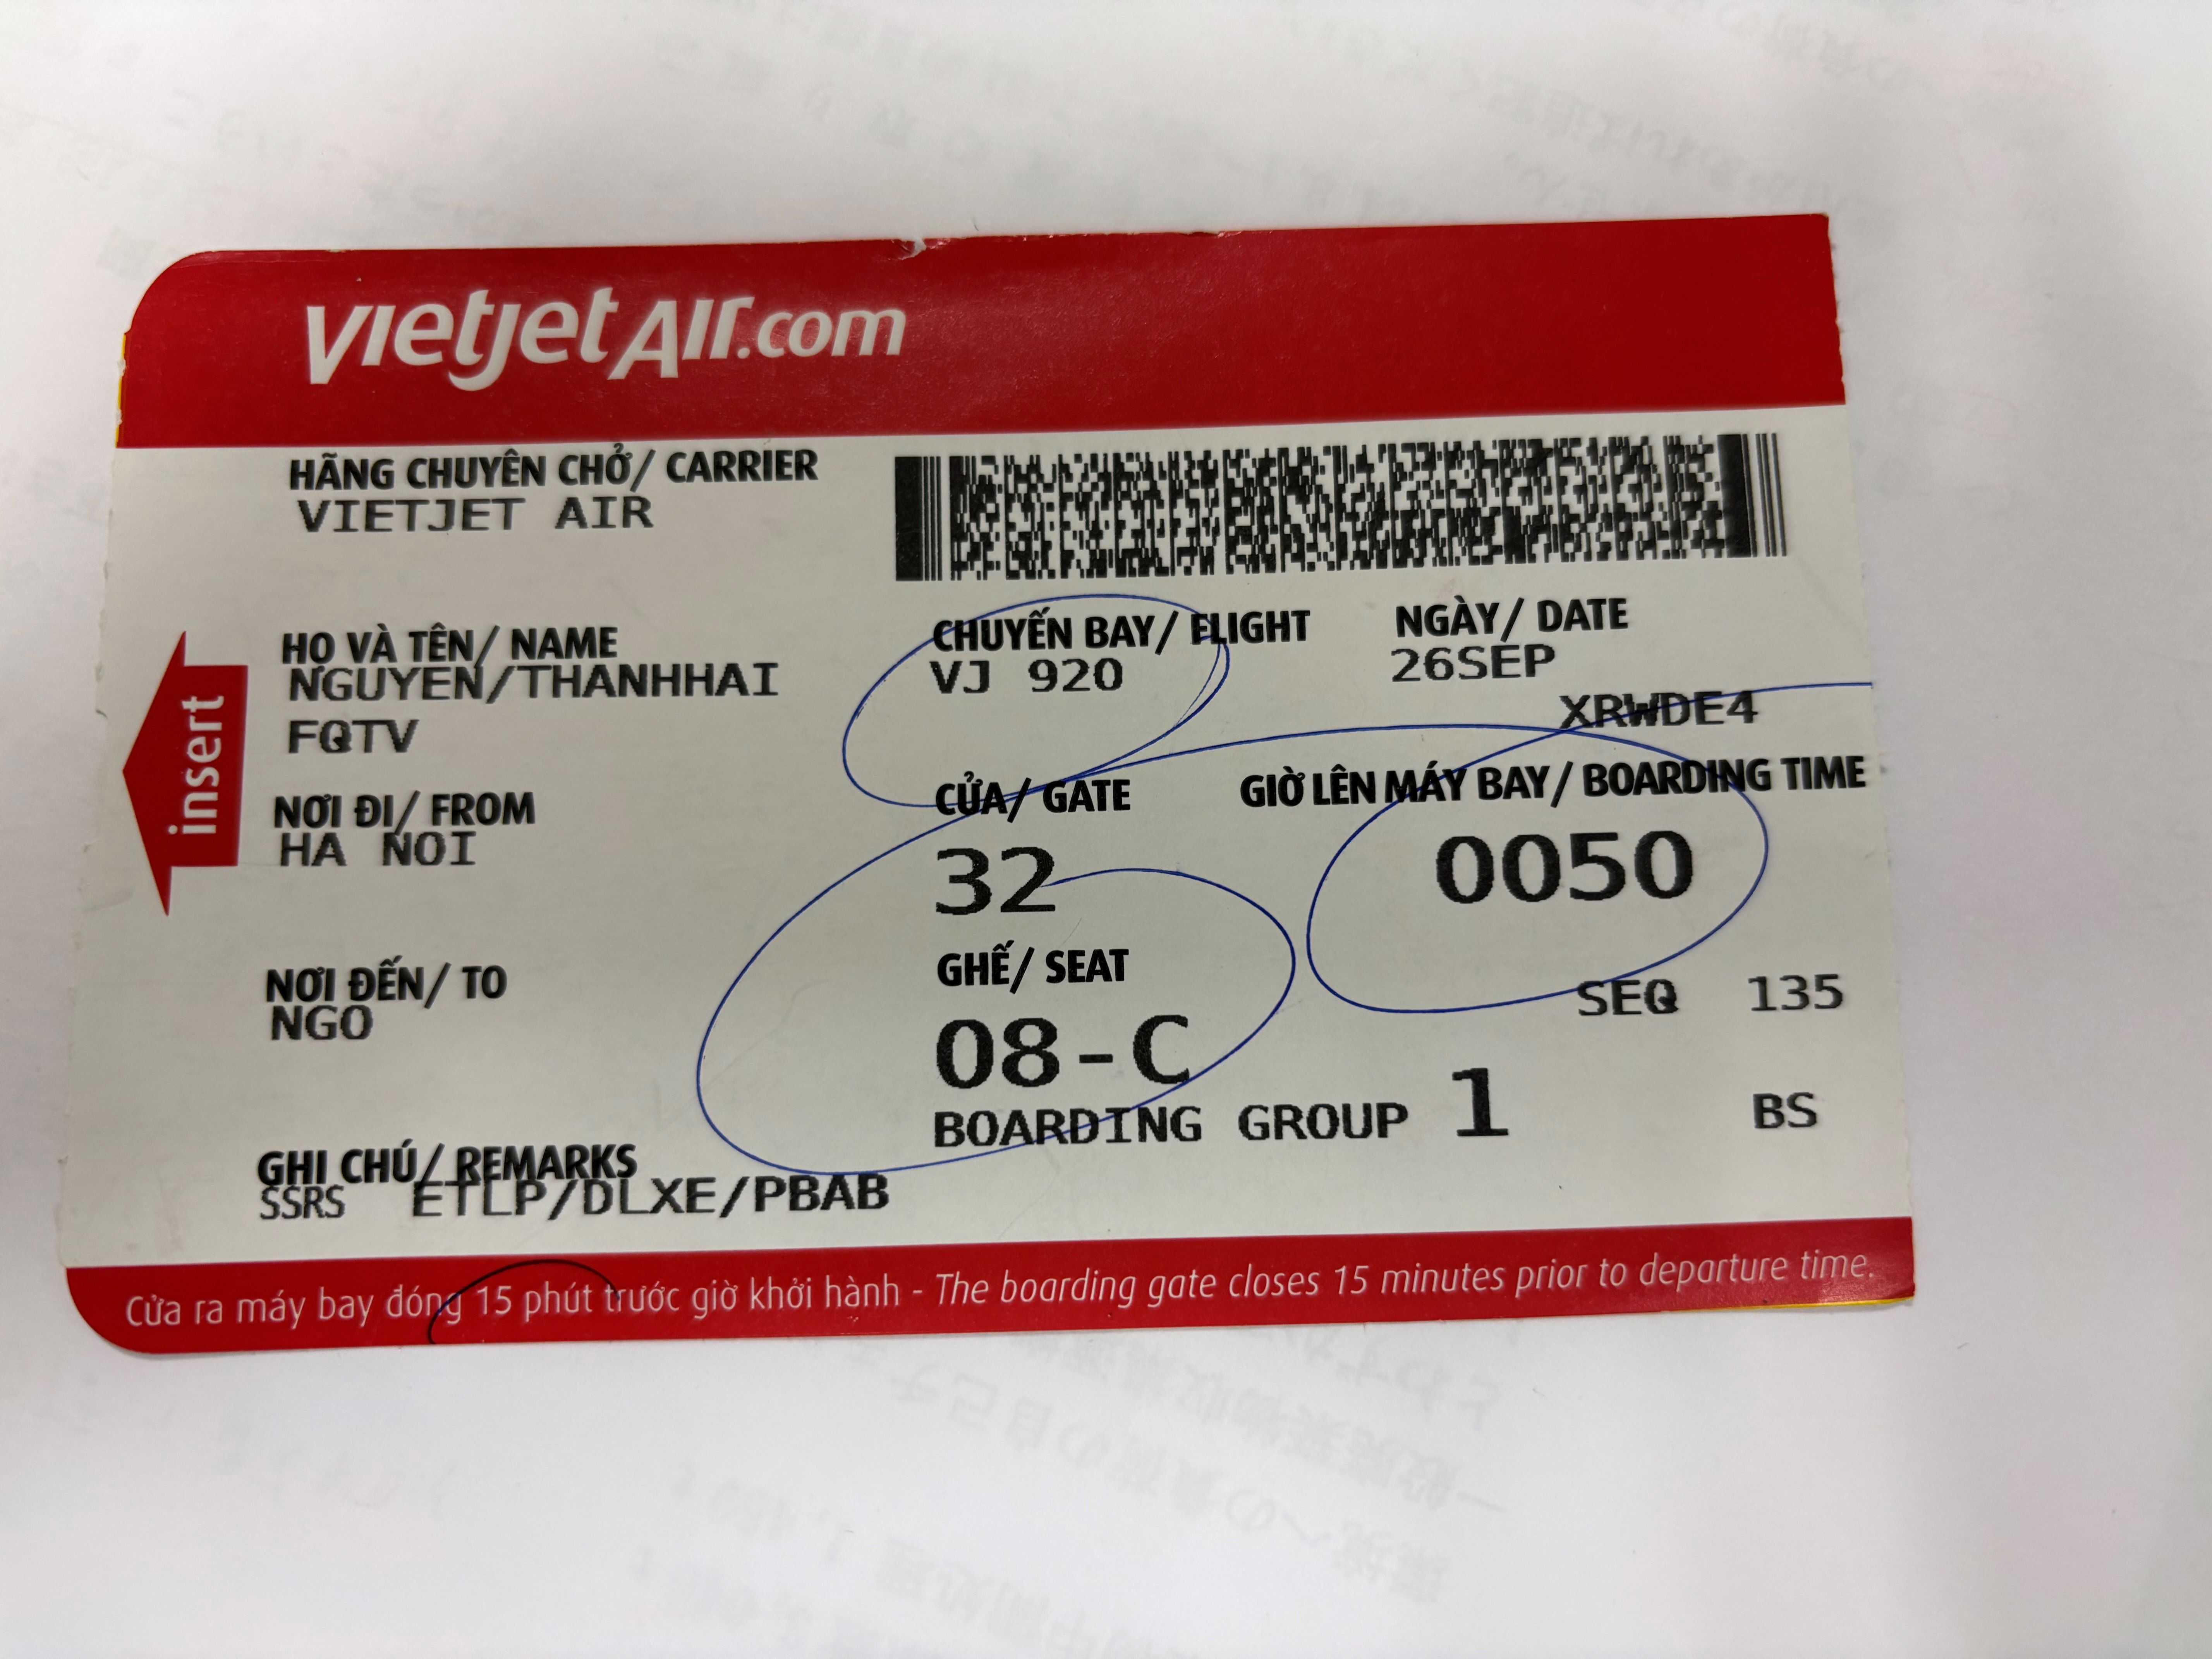 vietjetAir.com
HÃNG CHUYÊN CHỞ/ CARRIER
VIETJET AIR
HỌ VÀ TÊN/ NAME
NGUYEN/THANHHAI
FQTV
CHUYẾN BAY/ FLIGHT
VJ 920
NGÀY/ DATE
26SEP
XRWDE4
insert
NƠI ĐI/ FROM
HA NOI
CỬA/ GATE
32
GIỜ LÊN MÁY BAY/ BOARDING TIME
0050
NƠI ĐẾN/ TO
NGO
GHẾ/ SEAT
08-C
SEQ 135
BOARDING GROUP 1
BS
GHI CHÚ/ REMARKS
SSRS ETLP/DLXE/PBAB
Cửa ra máy bay đóng 15 phút trước giờ khởi hành - The boarding gate closes 15 minutes prior to departure time.